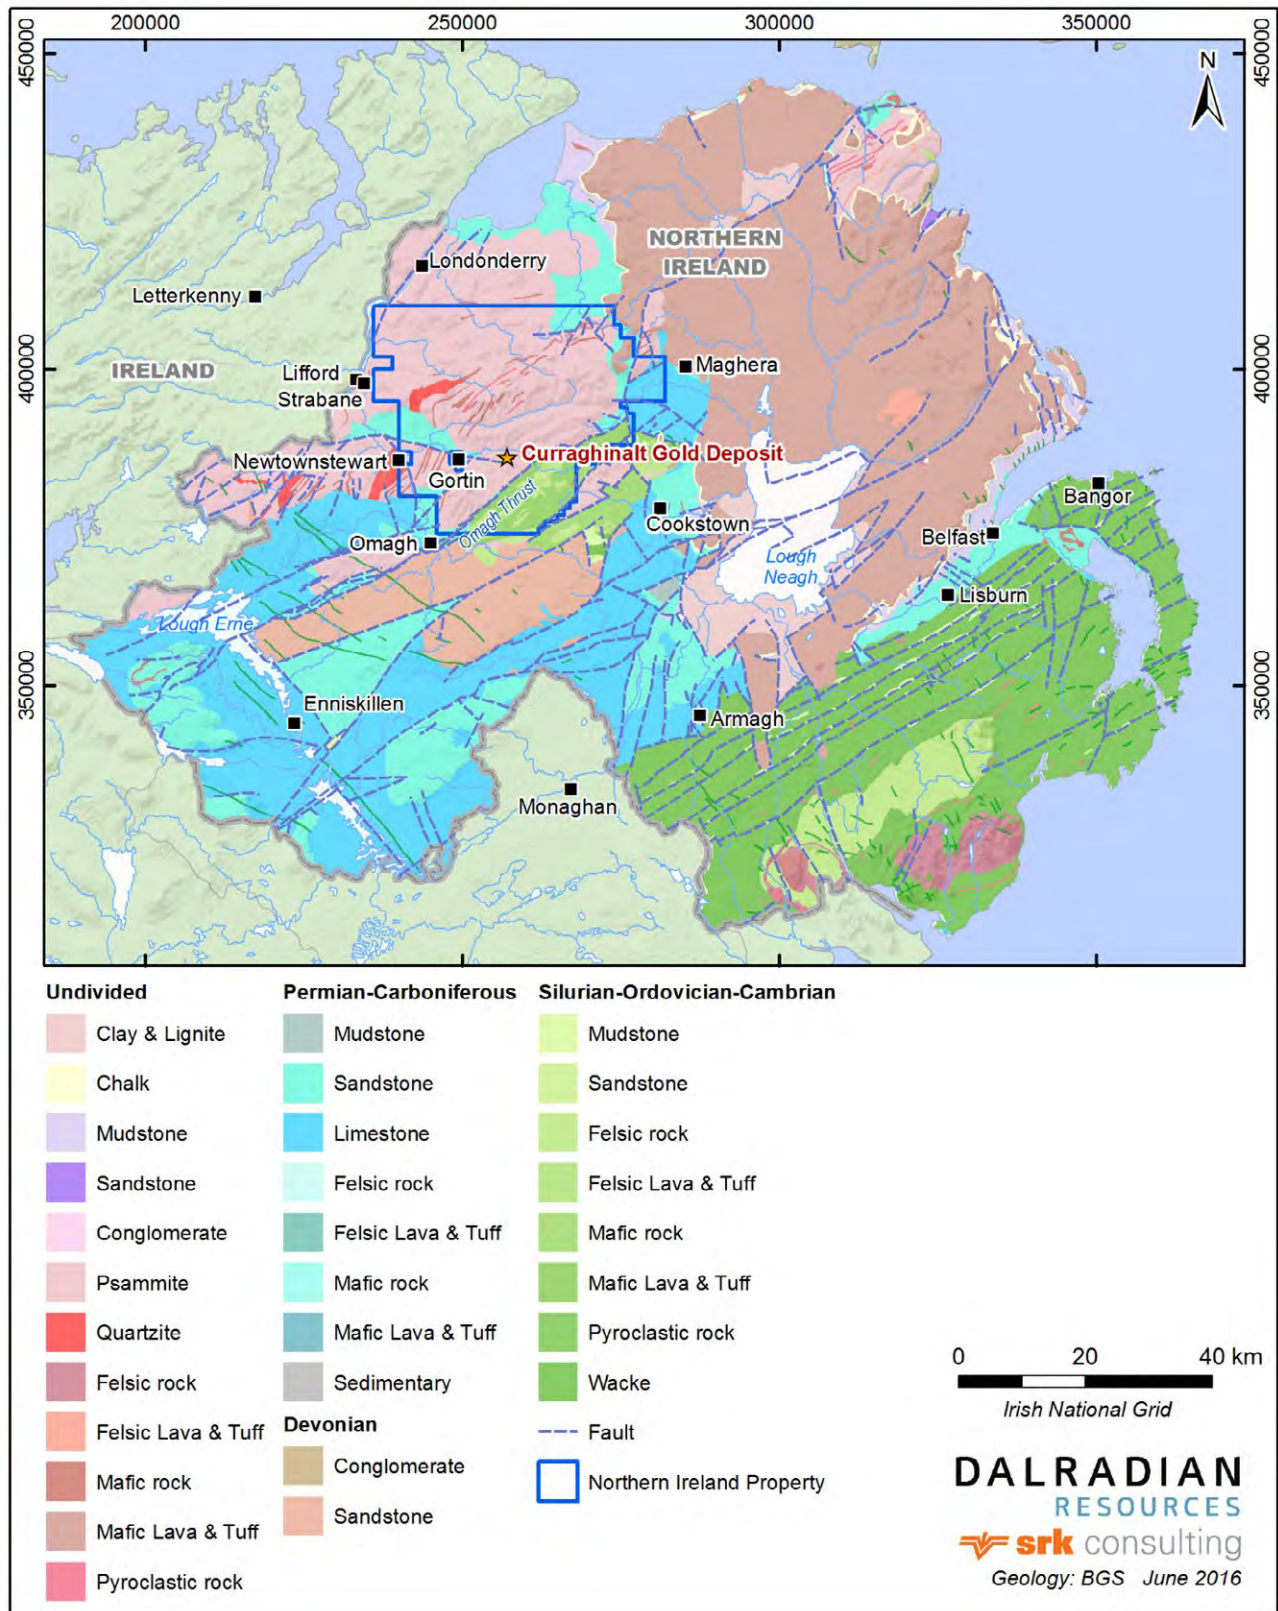 200000 250000 300000 350000
450000 450000
N
NORTHERN
IRELAND
Londonderry
Letterkenny
IRELAND
400000 400000
Lifford
Strabane
Maghera
Newtownstewart
Gortin
Curraghinalt Gold Deposit
Omagh Thrust
Omagh
Cookstown
Bangor
Belfast
Lough
Neagh
Lisburn
Lough Erne
350000 350000
Enniskillen
Armagh
Monaghan
Undivided
Clay & Lignite
Chalk
Mudstone
Sandstone
Conglomerate
Psammite
Quartzite
Felsic rock
Felsic Lava & Tuff
Mafic rock
Mafic Lava & Tuff
Pyroclastic rock
Permian-Carboniferous
Mudstone
Sandstone
Limestone
Felsic rock
Felsic Lava & Tuff
Mafic rock
Mafic Lava & Tuff
Sedimentary
Devonian
Conglomerate
Sandstone
Silurian-Ordovician-Cambrian
Mudstone
Sandstone
Felsic rock
Felsic Lava & Tuff
Mafic rock
Mafic Lava & Tuff
Pyroclastic rock
Wacke
Fault
Northern Ireland Property
0 20 40 km
Irish National Grid
DALRADIAN
RESOURCES
srk consulting
Geology: BGS June 2016